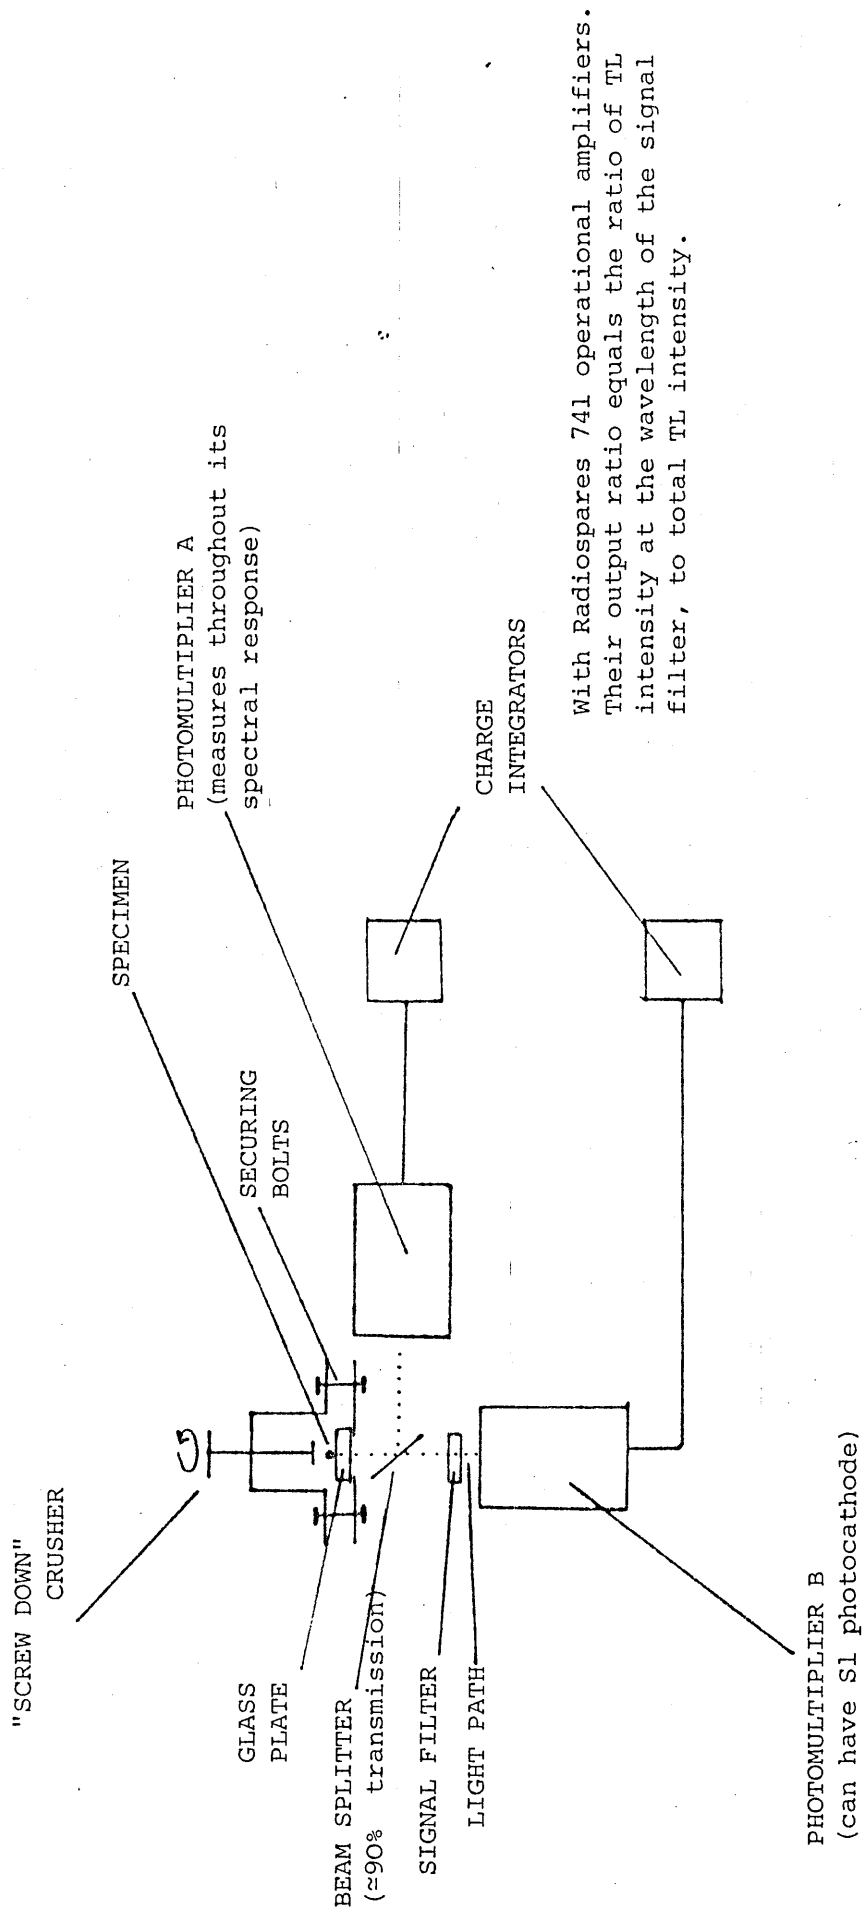 "SCREW DOWN"
CRUSHER
SPECIMEN
PHOTOMULTIPLIER A
(measures throughout its
spectral response)
SECURING
BOLTS
GLASS
PLATE
BEAM SPLITTER
(≃90% transmission)
SIGNAL FILTER
LIGHT PATH
CHARGE
INTEGRATORS
With Radiospares 741 operational amplifiers.
Their output ratio equals the ratio of TL
intensity at the wavelength of the signal
filter, to total TL intensity.
PHOTOMULTIPLIER B
(can have S1 photocathode)